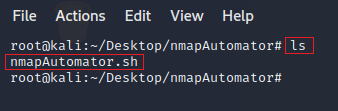 File Actions Edit View Help
root@kali:~/Desktop/nmapAutomator# ls
nmapAutomator.sh
root@kali:~/Desktop/nmapAutomator#